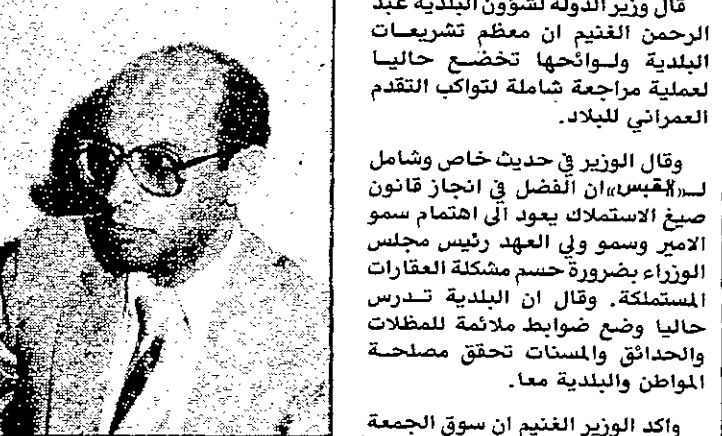 قال وزير الدولة لشؤون البلدية عبد
الرحمن الغنيم ان معظم تشريعات
البلدية ولوائحها تخضع حاليا
لعملية مراجعة شاملة لتواكب التقدم
العمراني للبلاد.
وقال الوزير في حديث خاص وشامل
لـ«القبس» ان الفضل في انجاز قانون
صيغ الاستملاك يعود الى اهتمام سمو
الامير وسمو ولي العهد رئيس مجلس
الوزراء بضرورة حسم مشكلة العقارات
المستملكة. وقال ان البلدية تدرس
حاليا وضع ضوابط ملائمة للمظلات
والحدائق والمسنات تحقق مصلحة
المواطن والبلدية معا.
واكد الوزير الغنيم ان سوق الجمعة